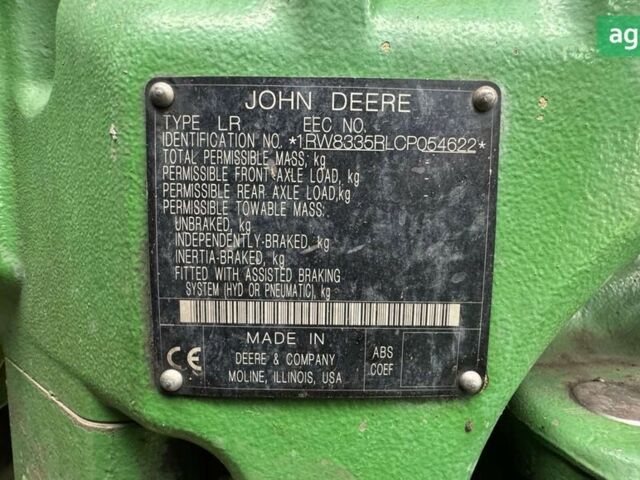 ag
JOHN DEERE
TYPE LR EEC NO.
IDENTIFICATION NO. *1RW8335RLCP054622*
TOTAL PERMISSIBLE MASS, kg
PERMISSIBLE FRONT AXLE LOAD, kg
PERMISSIBLE REAR AXLE LOAD,kg
PERMISSIBLE TOWABLE MASS:
UNBRAKED, kg
INDEPENDENTLY-BRAKED, kg
INERTIA-BRAKED, kg
FITTED WITH ASSISTED BRAKING
SYSTEM (HYD OR PNEUMATIC), kg
MADE IN
CE
DEERE & COMPANY
MOLINE, ILLINOIS, USA
ABS
COEF